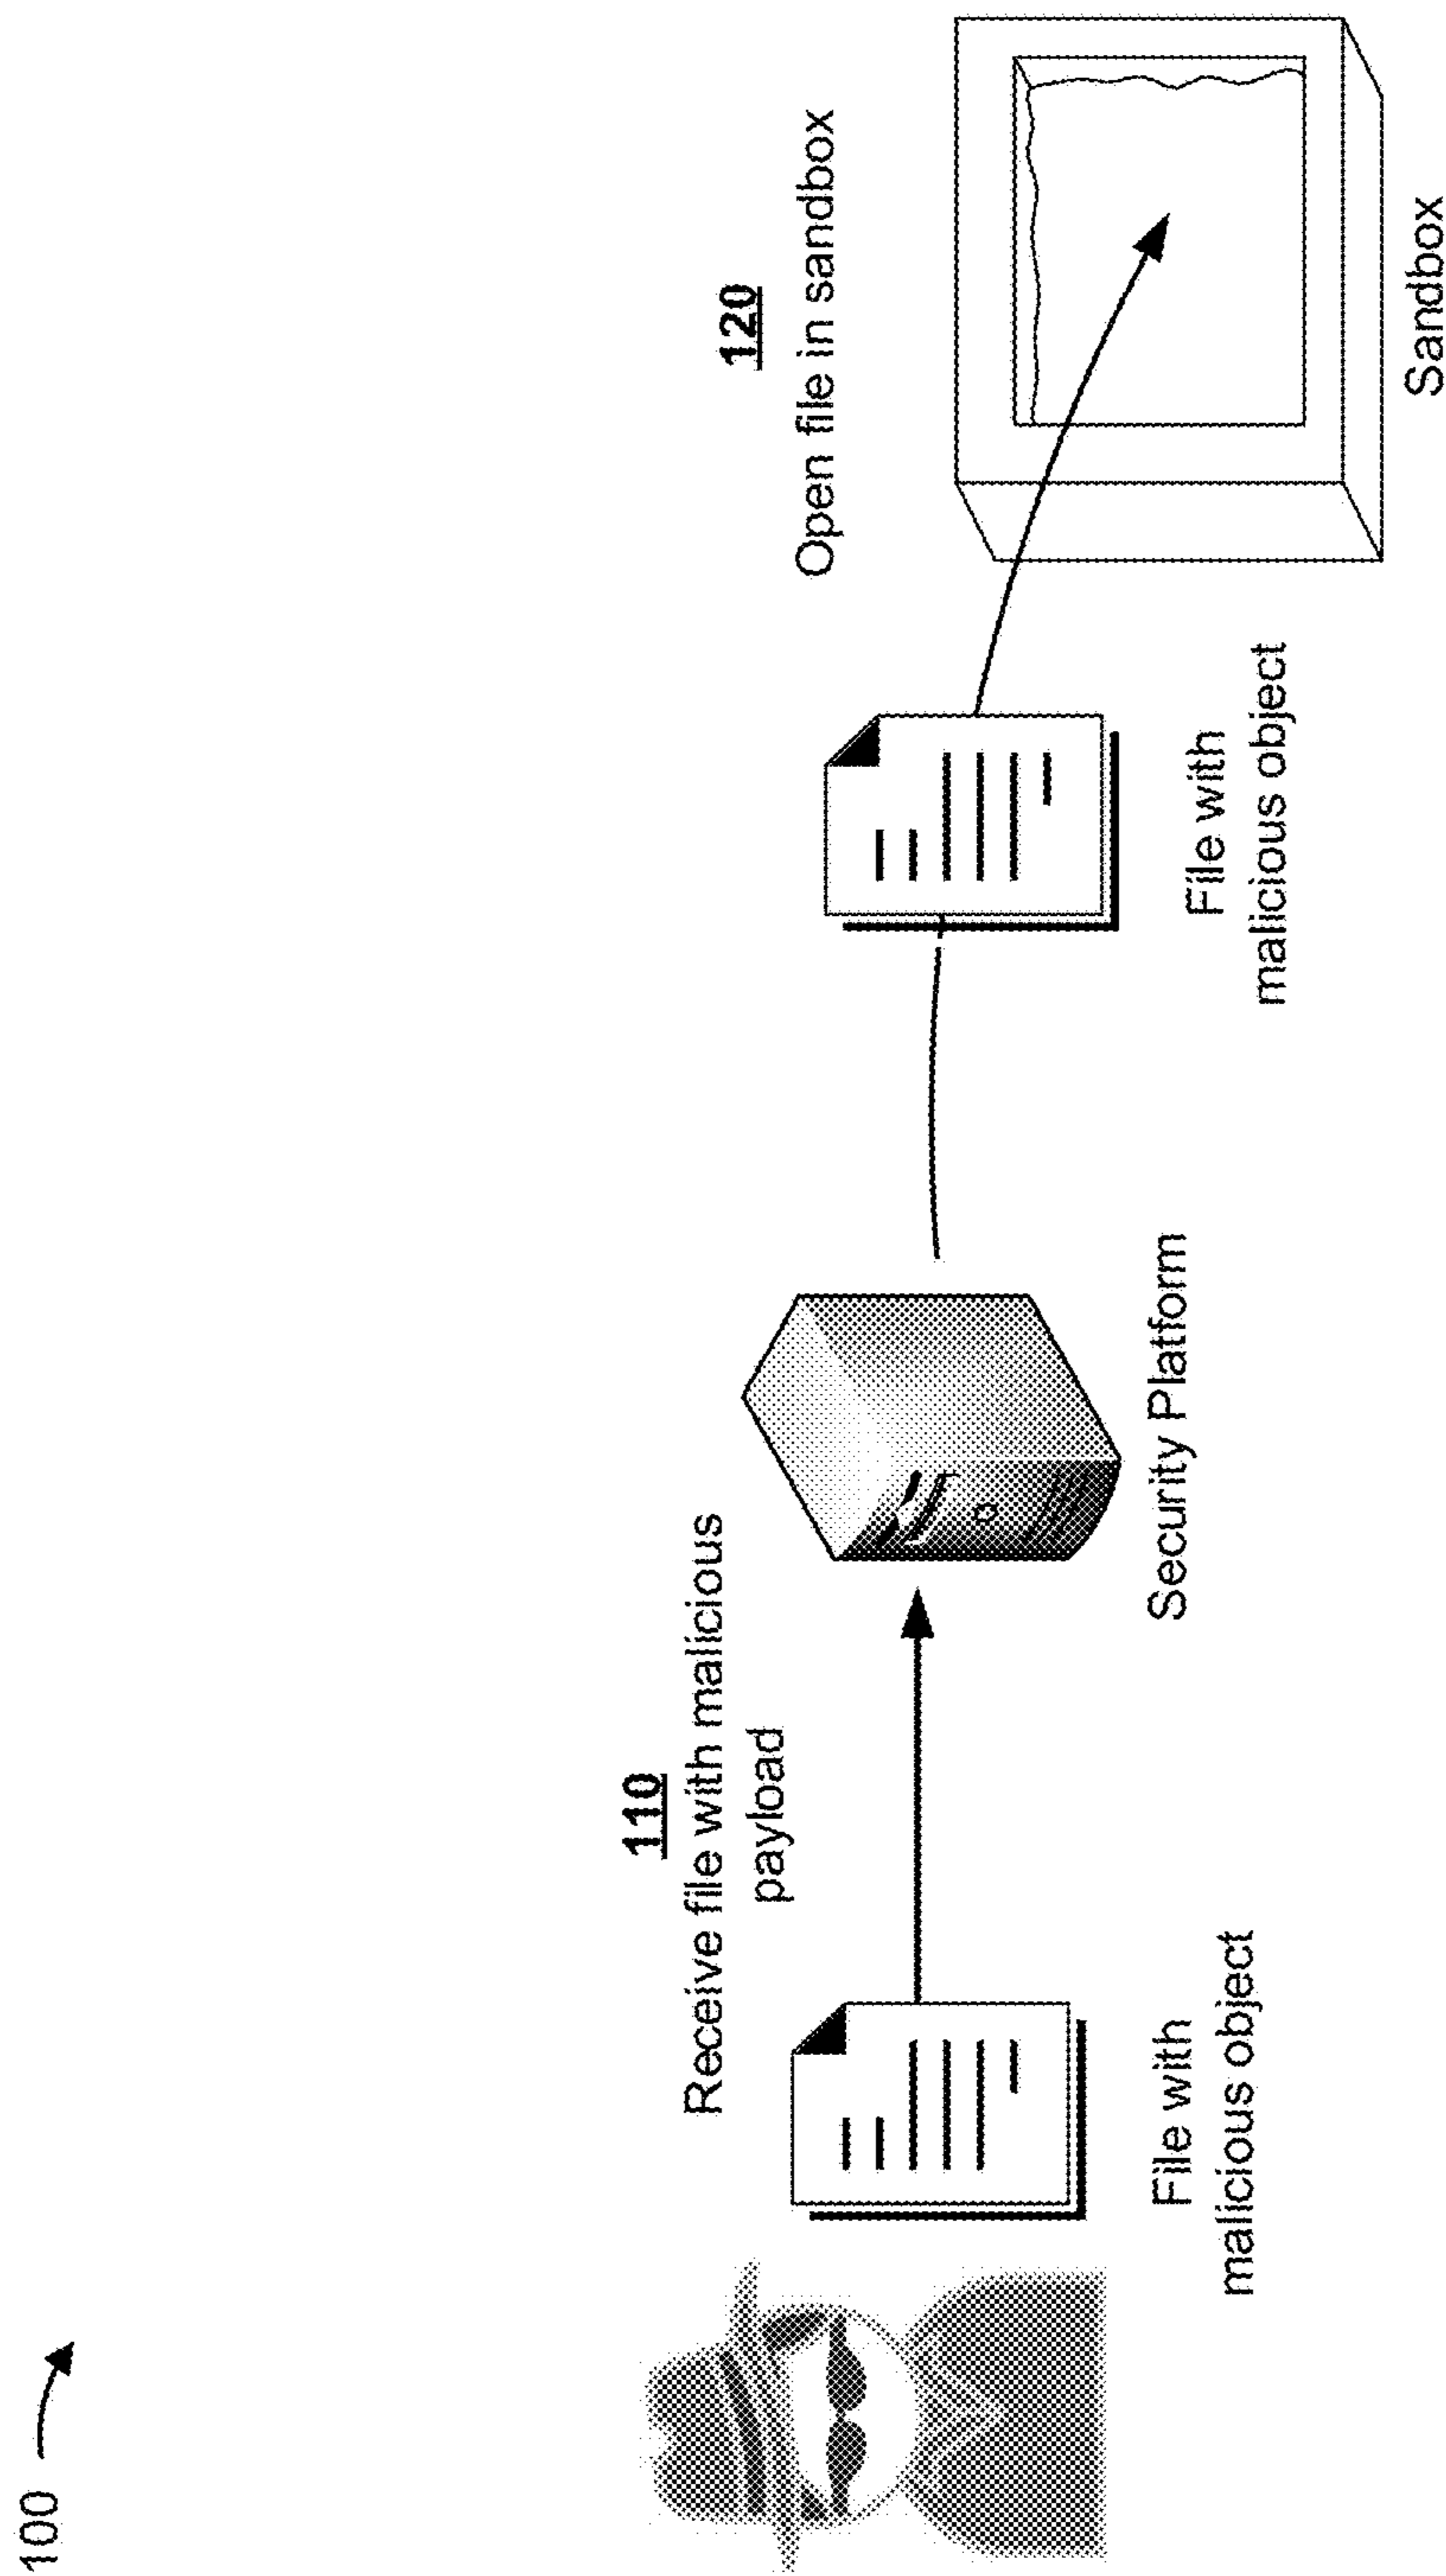 100
110
Receive file with malicious
payload
120
Open file in sandbox
File with
malicious object
Security Platform
File with
malicious object
Sandbox